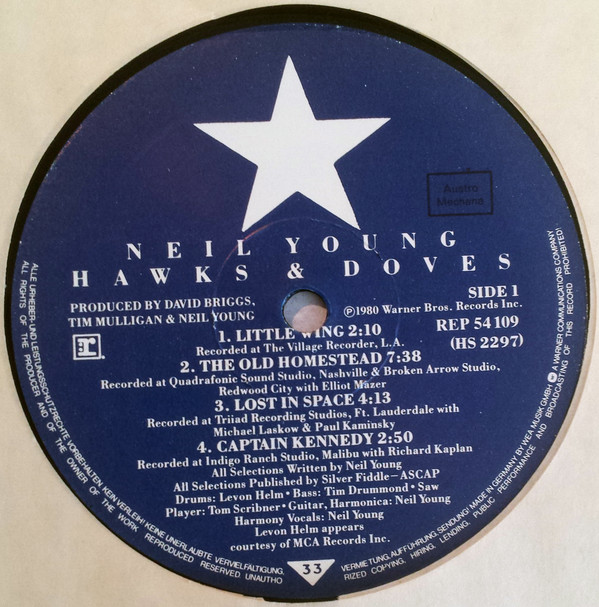 Austro
Mechana
NEIL YOUNG
HAWKS & DOVES
PRODUCED BY DAVID BRIGGS,
TIM MULLIGAN & NEIL YOUNG
SIDE 1
Ⓟ1980 Warner Bros. Records Inc.
REP 54 109
(HS 2297)
r:
1. LITTLE WING 2:10
Recorded at The Village Recorder, L.A.
2. THE OLD HOMESTEAD 7:38
Recorded at Quadrafonic Sound Studio, Nashville & Broken Arrow Studio,
Redwood City with Elliot Mazer
3. LOST IN SPACE 4:13
Recorded at Triiad Recording Studios, Ft. Lauderdale with
Michael Laskow & Paul Kaminsky
4. CAPTAIN KENNEDY 2:50
Recorded at Indigo Ranch Studio, Malibu with Richard Kaplan
All Selections Written by Neil Young
All Selections Published by Silver Fiddle—ASCAP
Drums: Levon Helm • Bass: Tim Drummond • Saw
Player: Tom Scribner • Guitar, Harmonica: Neil Young
Harmony Vocals: Neil Young
Levon Helm appears
courtesy of MCA Records Inc.
33
ALLE URHEBER-UND LEISTUNGSSCHUTZRECHTE VORBEHALTEN. KEIN VERLEIH! KEINE UNERLAUBTE VERVIELFÄLTIGUNG,
VERMIETUNG, AUFFÜHRUNG, SENDUNG! MADE IN GERMANY BY WEA MUSIK GMBH A WARNER COMMUNICATIONS COMPANY
ALL RIGHTS OF THE PRODUCER AND OF THE OWNER OF THE WORK REPRODUCED RESERVED UNAUTHO
RIZED COPYING, HIRING, LENDING, PUBLIC PERFORMANCE AND BROADCASTING OF THIS RECORD PROHIBITED!